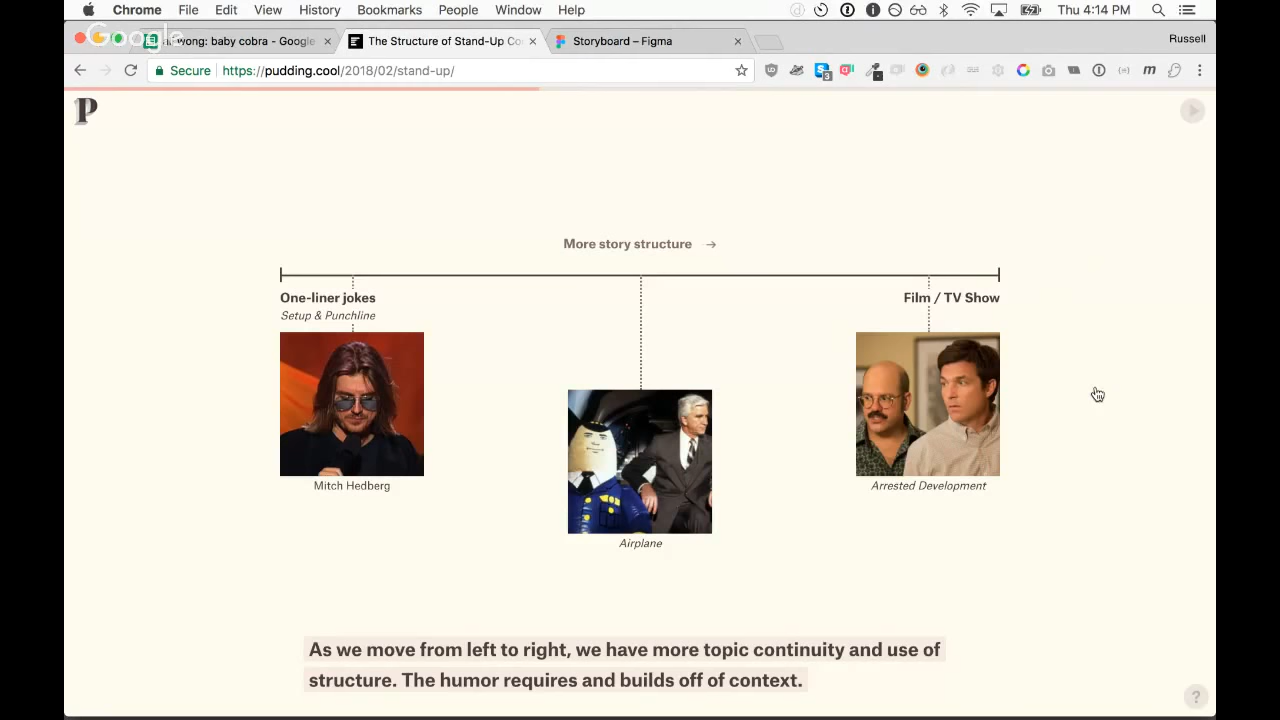 Chrome File Edit View History Bookmarks People Window Help Thu 4:14 PM
Google
wong: baby cobra - Google
The Structure of Stand-Up Co
Storyboard – Figma
Russell
Secure https://pudding.cool/2018/02/stand-up/
3
m
P
More story structure →
One-liner jokes
Film / TV Show
Setup & Punchline
Mitch Hedberg
Arrested Development
Airplane
As we move from left to right, we have more topic continuity and use of
structure. The humor requires and builds off of context.
?